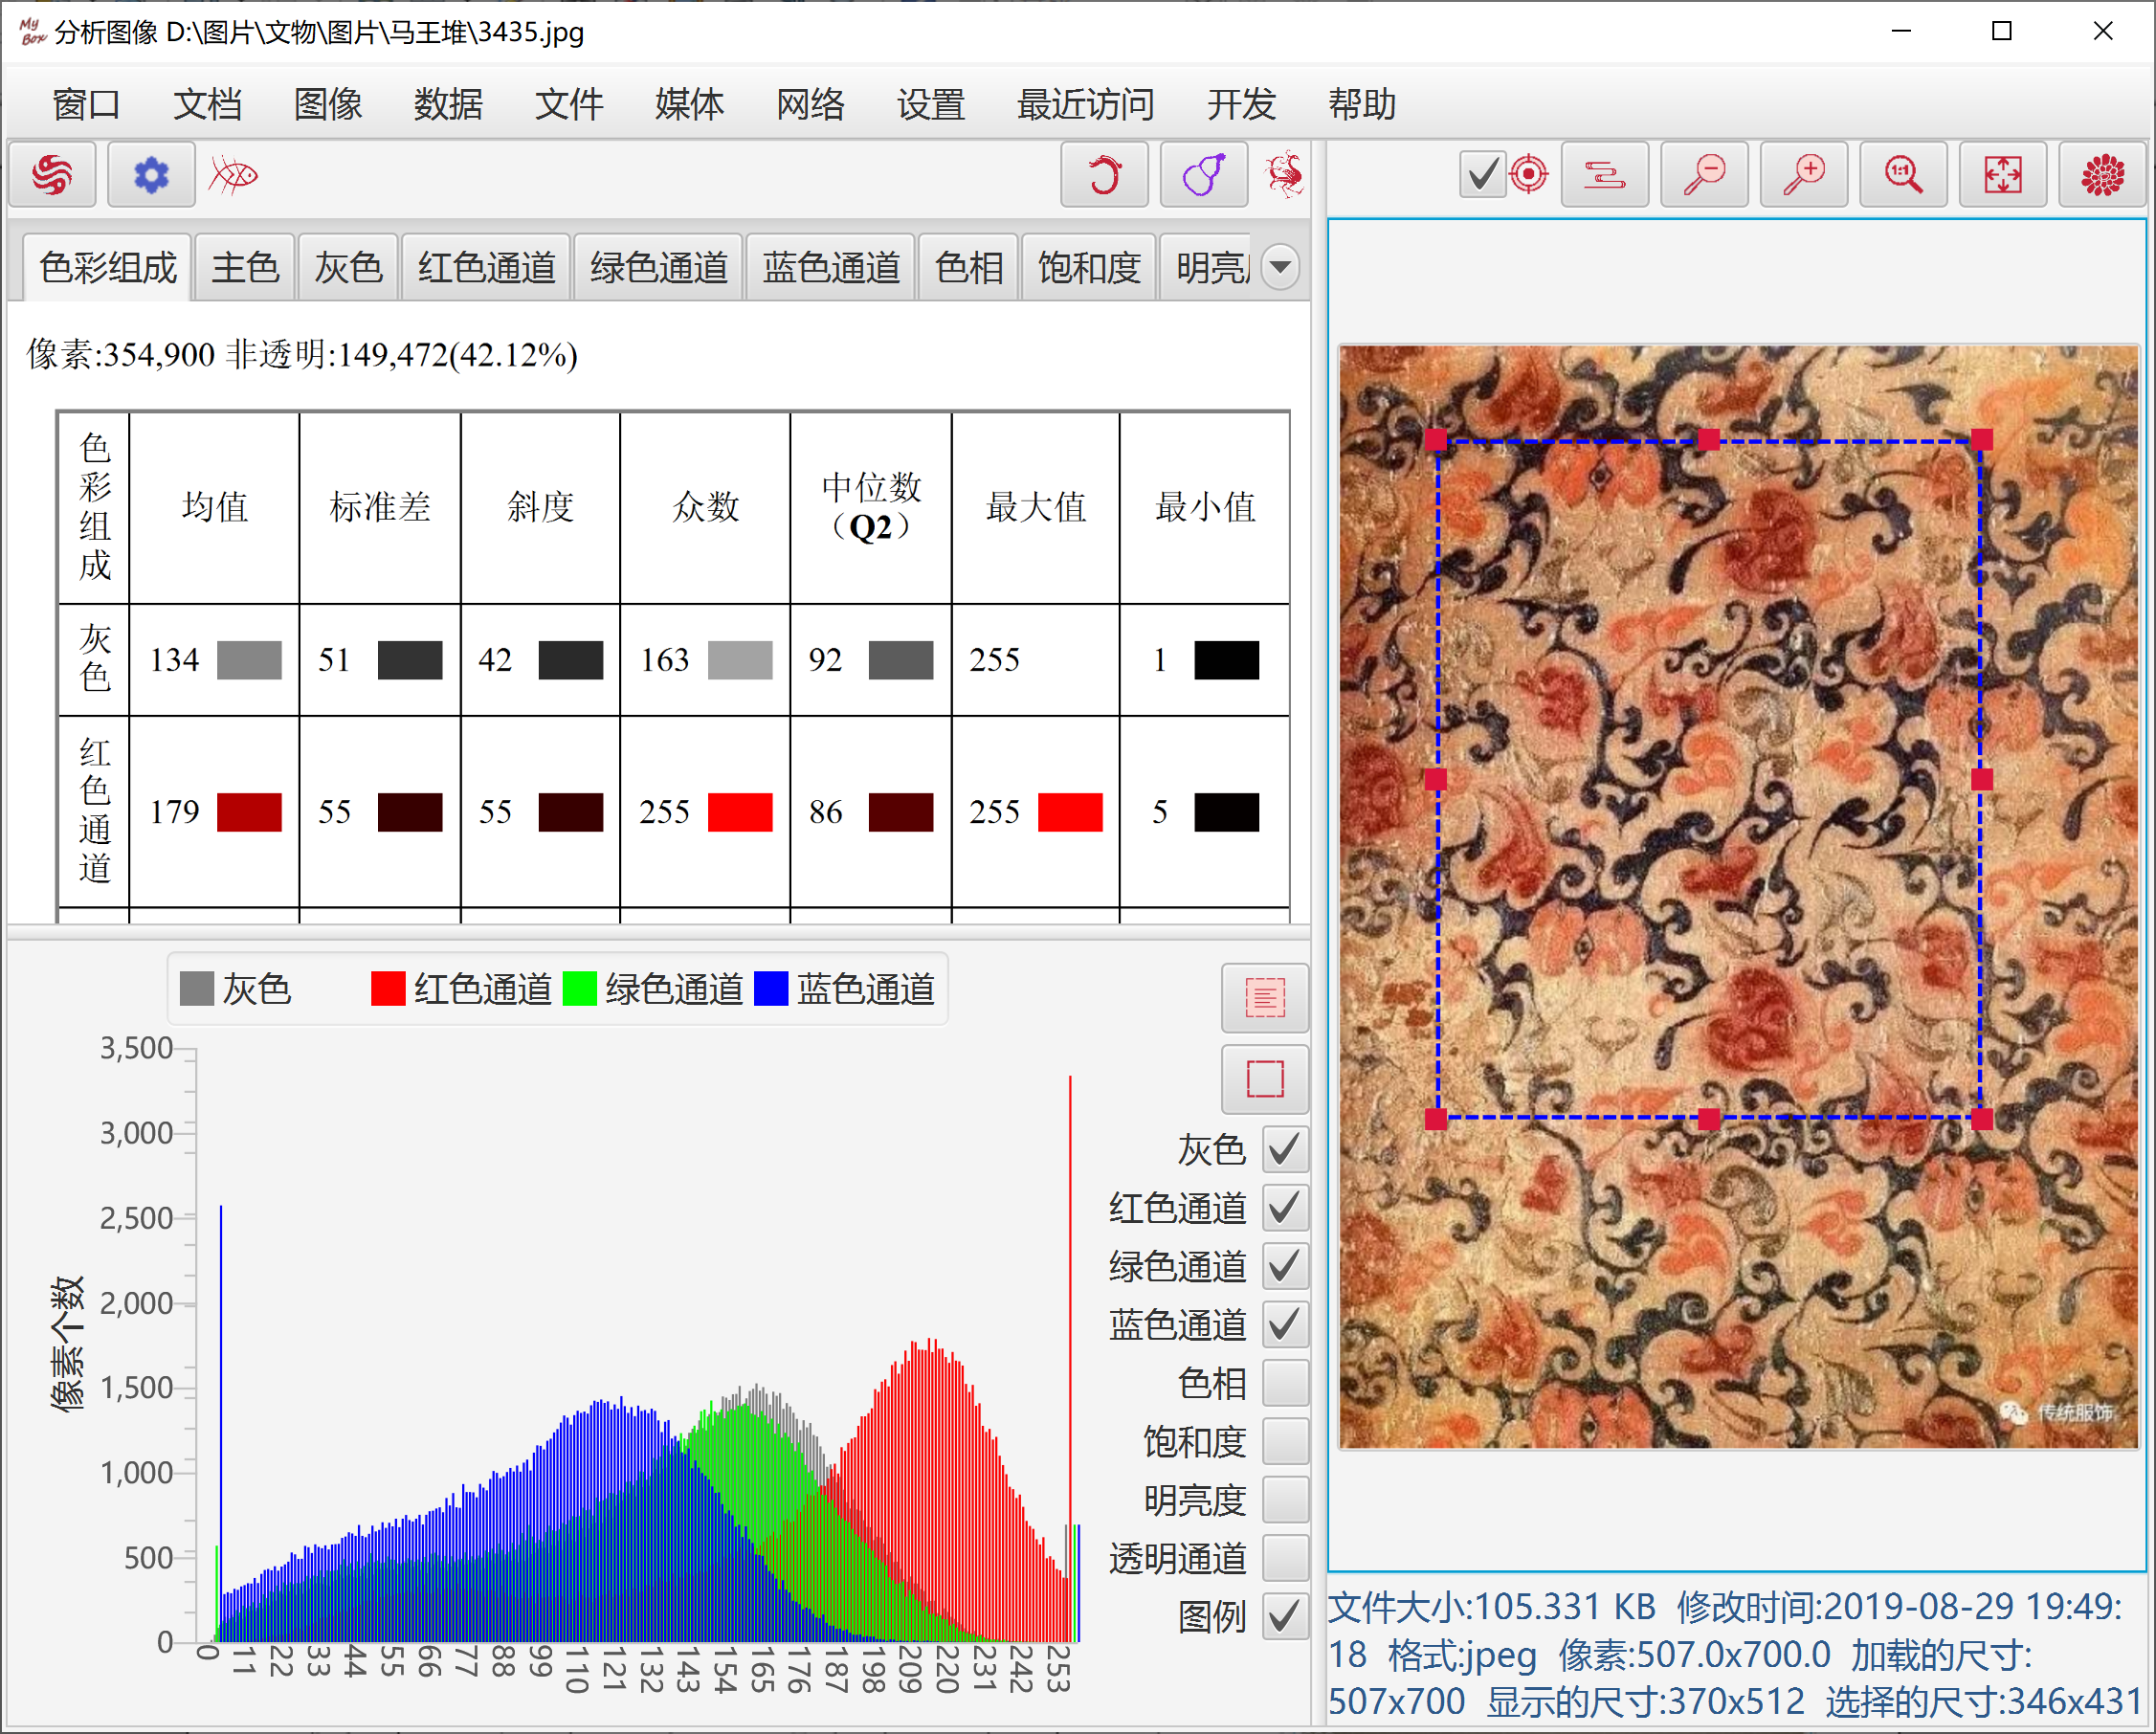 My Box 分析图像 D:\图片\文物\图片\马王堆\3435.jpg
窗口 文档 图像 数据 文件 媒体 网络 设置 最近访问 开发 帮助
1:1
色彩组成 主色 灰色 红色通道 绿色通道 蓝色通道 色相 饱和度 明亮
像素:354,900 非透明:149,472(42.12%)
色彩组成 均值 标准差 斜度 众数 中位数（Q2） 最大值 最小值
灰色 134 51 42 163 92 255 1
红色通道 179 55 55 255 86 255 5
灰色 红色通道 绿色通道 蓝色通道
像素个数
3,500
3,000
2,500
2,000
1,500
1,000
500
0
0 11 22 33 44 55 66 77 88 99 110 121 132 143 154 165 176 187 198 209 220 231 242 253
灰色
红色通道
绿色通道
蓝色通道
色相
饱和度
明亮度
透明通道
图例
传统服饰
文件大小:105.331 KB 修改时间:2019-08-29 19:49:
18 格式:jpeg 像素:507.0x700.0 加载的尺寸:
507x700 显示的尺寸:370x512 选择的尺寸:346x431